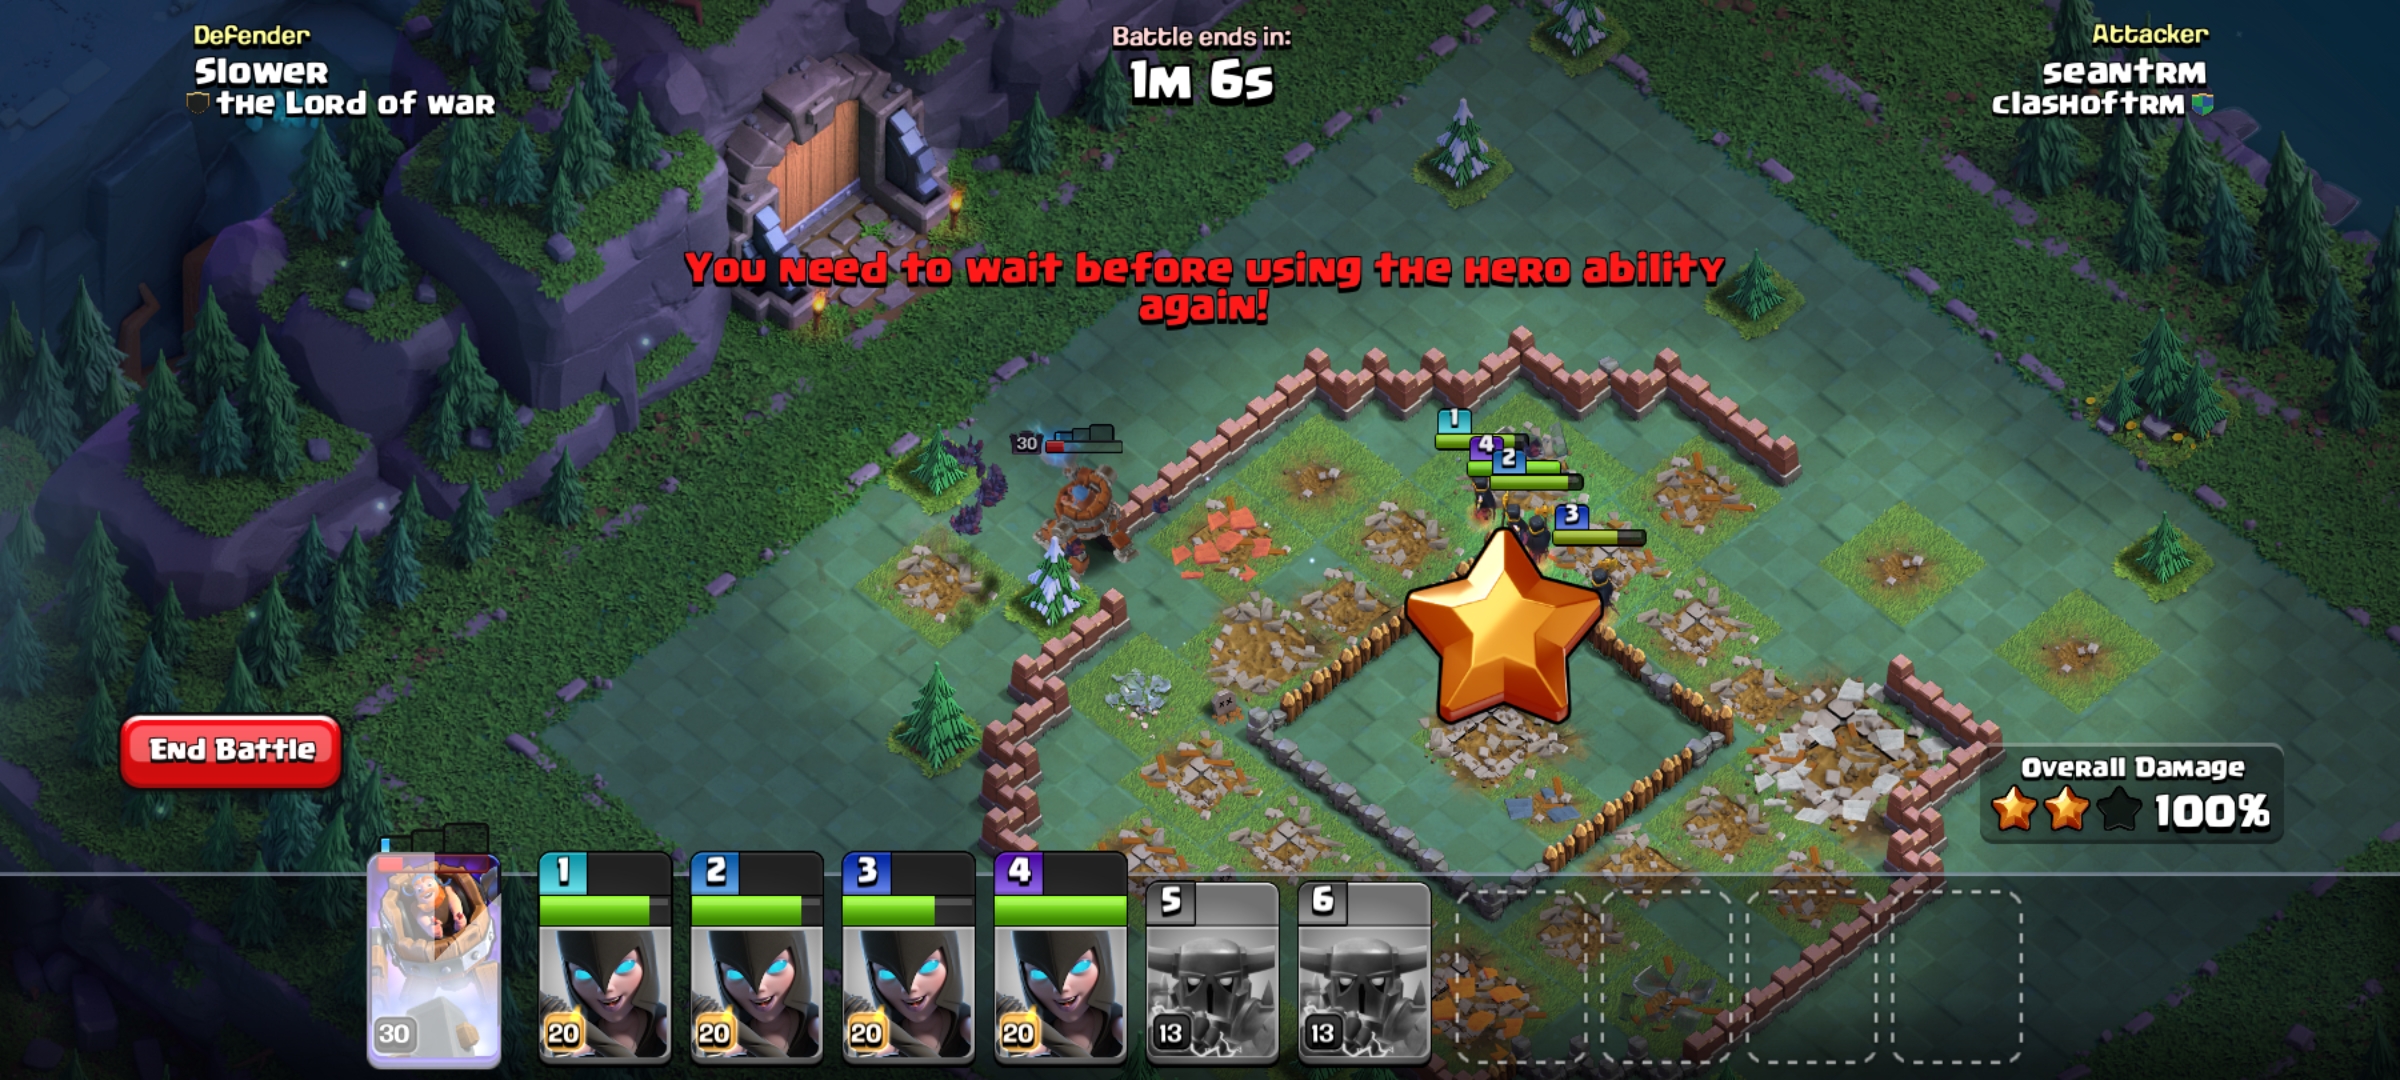 Defender
Slower
the Lord of war
Battle ends in:
1M 6s
Attacker
seantRM
clashoftRM
You need to wait before using the Hero ability
again!
30
1
4
2
3
End Battle
Overall Damage
100%
1
2
3
4
5
6
30
20
20
20
20
13
13